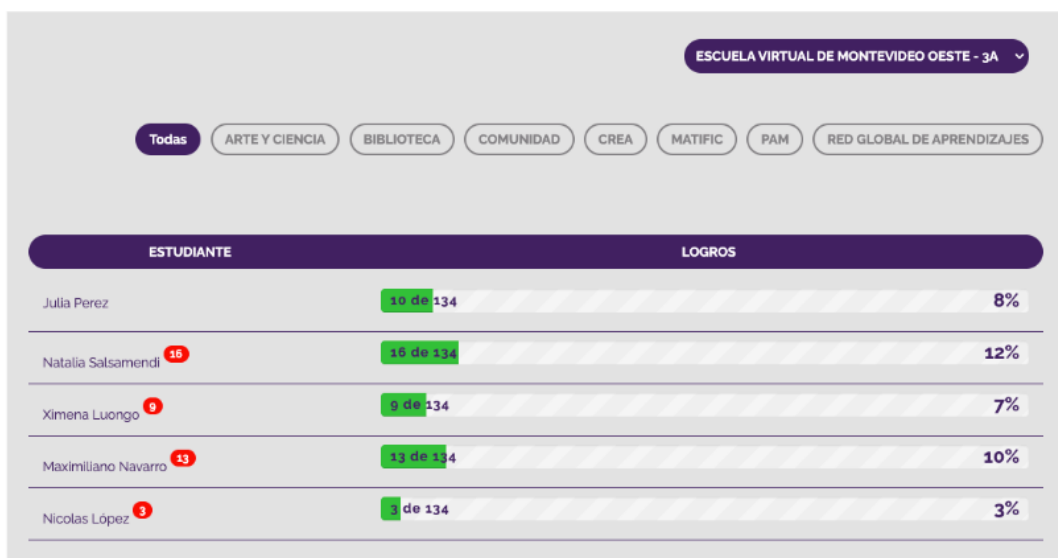 ESCUELA VIRTUAL DE MONTEVIDEO OESTE - 3A
Todas ARTE Y CIENCIA BIBLIOTECA COMUNIDAD CREA MATIFIC PAM RED GLOBAL DE APRENDIZAJES
ESTUDIANTE LOGROS
Julia Perez 10 de 134 8%
Natalia Salsamendi 16 16 de 134 12%
Ximena Luongo 9 9 de 134 7%
Maximiliano Navarro 13 13 de 134 10%
Nicolas López 3 3 de 134 3%